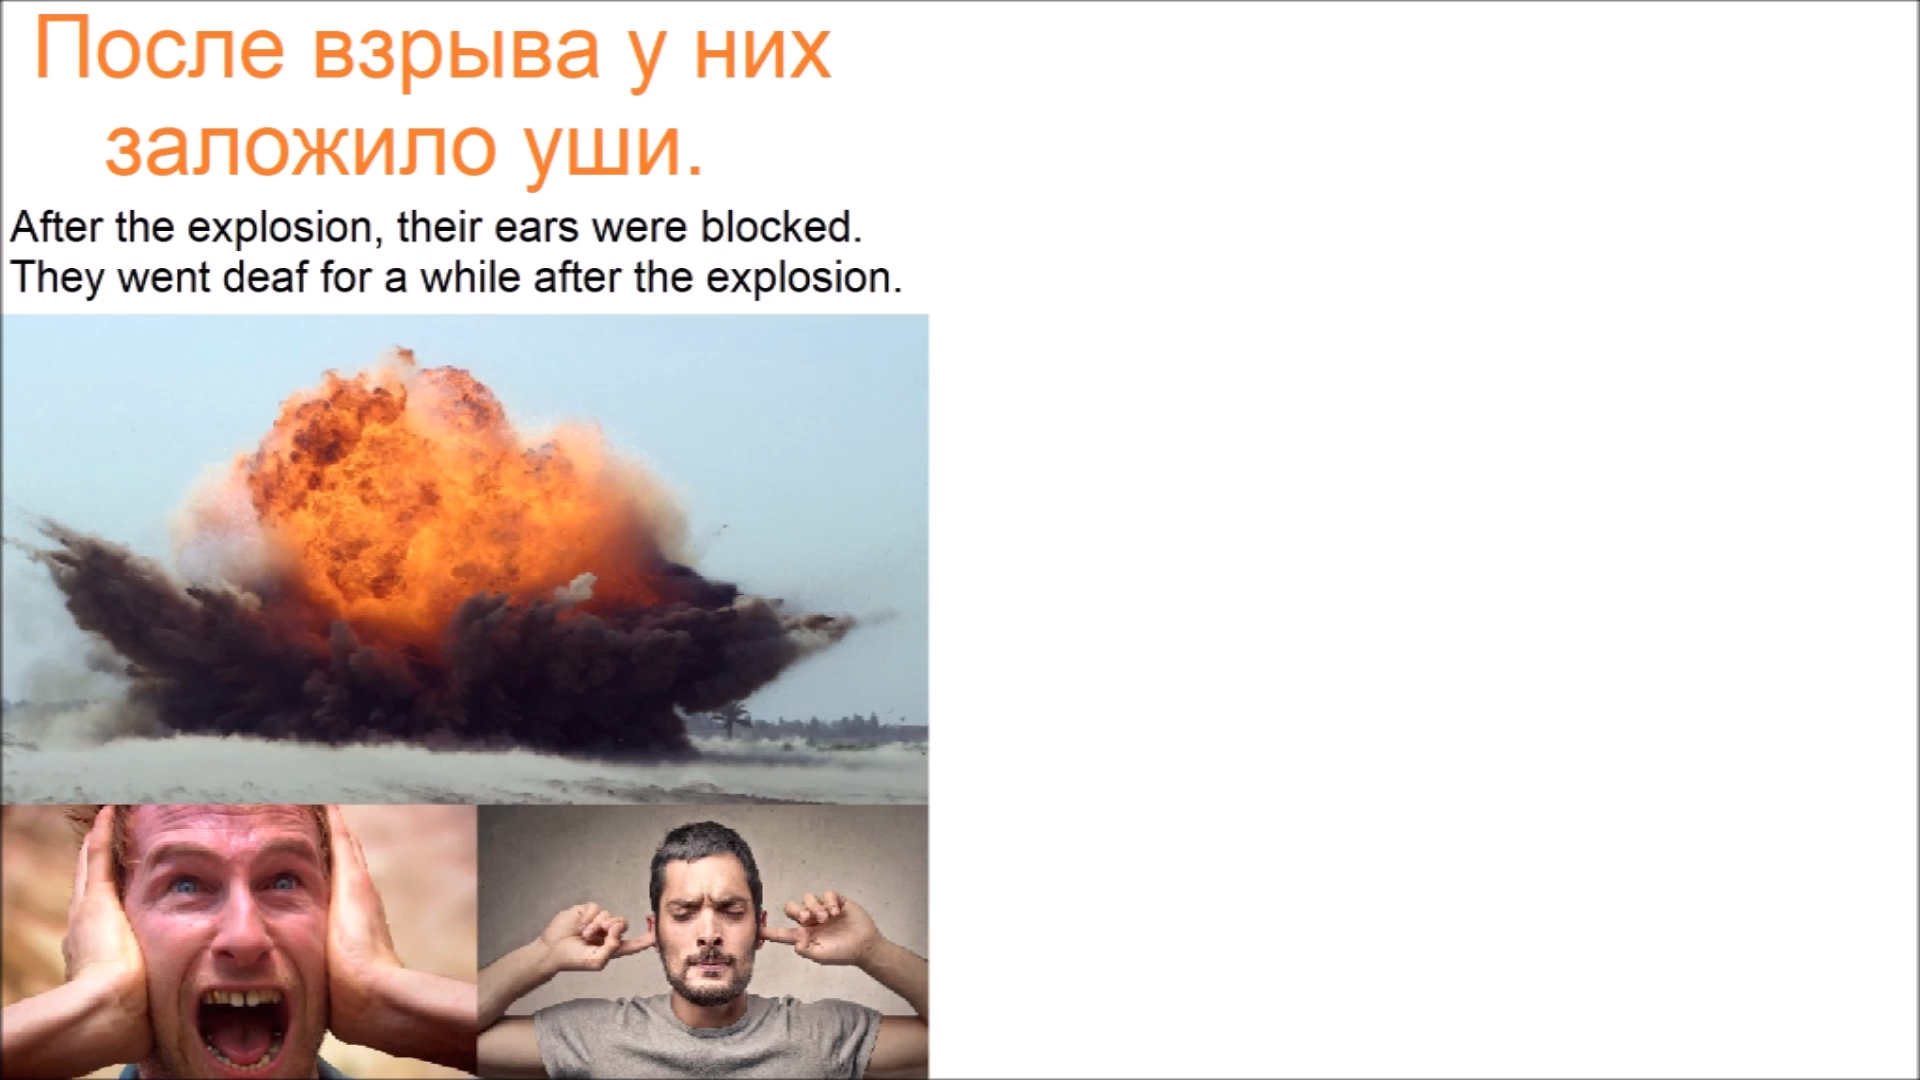 После взрыва у них
заложило уши.
After the explosion, their ears were blocked.
They went deaf for a while after the explosion.